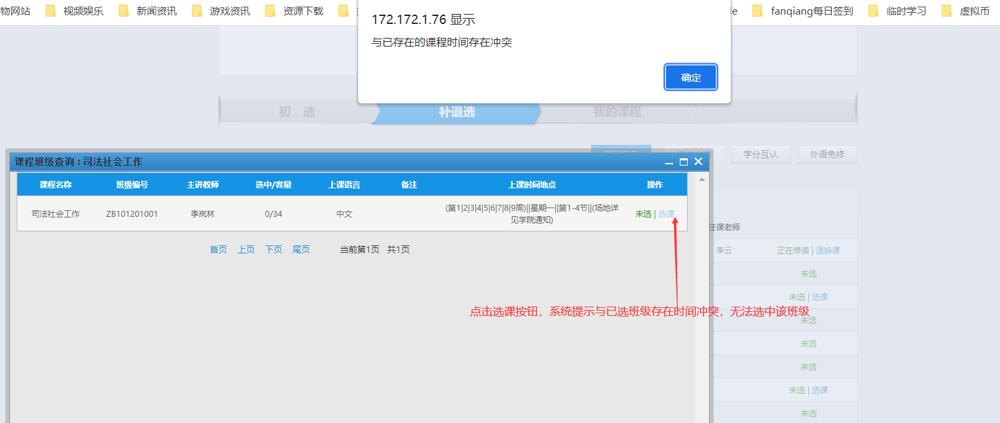 物网站 视频娱乐 新闻资讯 游戏资讯 资源下载 le fanqiang每日签到 临时学习 虚拟币
172.172.1.76 显示
与已存在的课程时间存在冲突
确定
初 选 补退选 我的课程
学分互认 外语免修
课程班级查询 : 司法社会工作
课程名称 班级编号 主讲教师 选中/容量 上课语言 备注 上课时间地点 操作
司法社会工作 ZB101201001 李岚林 0/34 中文 (第1|2|3|4|5|6|7|8|9周)||星期一||第1-4节||(场地详
见学院通知) 未选 | 选课
任课老师
首页 上页 下页 尾页 当前第1页 共1页
李云 正在修读 | 退换课
未选
未选 | 选课
点击选课按钮，系统提示与已选班级存在时间冲突，无法选中该班级
未选
未选
未选
未选 | 选课
未选